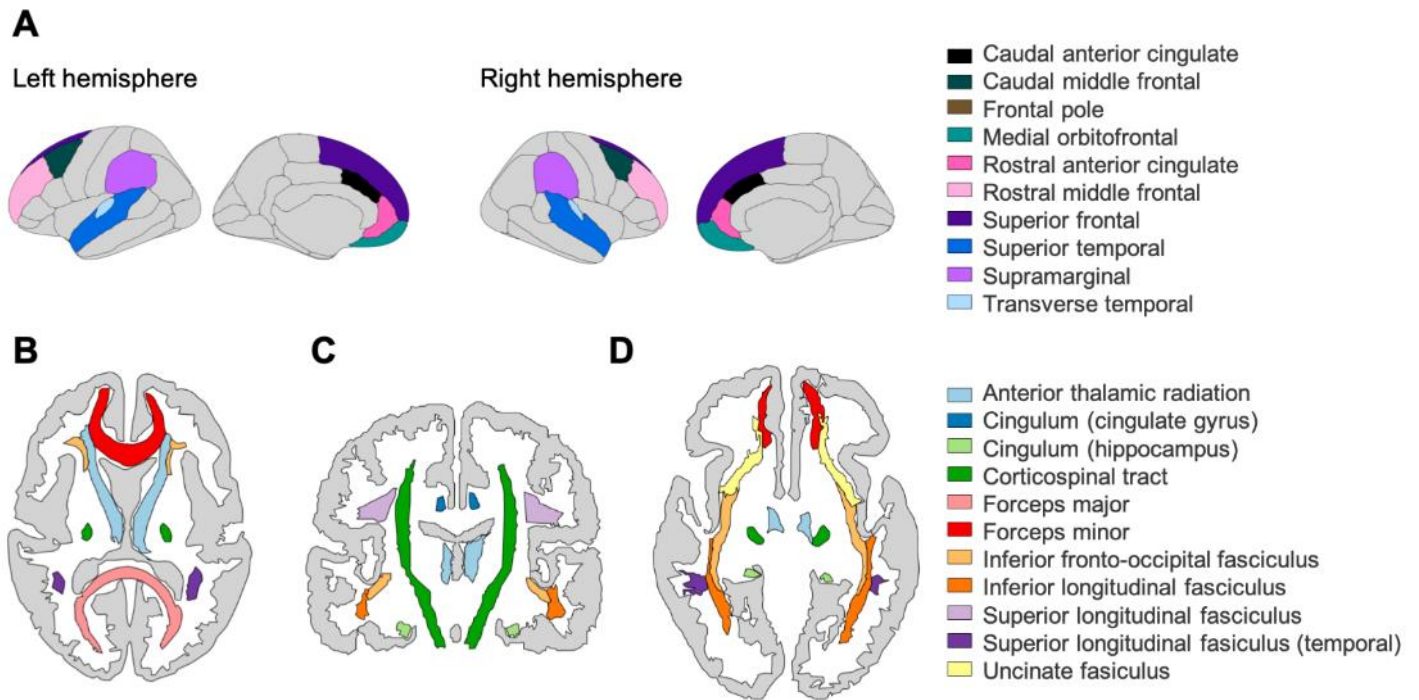 A
Left hemisphere
Right hemisphere
Caudal anterior cingulate
Caudal middle frontal
Frontal pole
Medial orbitofrontal
Rostral anterior cingulate
Rostral middle frontal
Superior frontal
Superior temporal
Supramarginal
Transverse temporal
B
C
D
Anterior thalamic radiation
Cingulum (cingulate gyrus)
Cingulum (hippocampus)
Corticospinal tract
Forceps major
Forceps minor
Inferior fronto-occipital fasciculus
Inferior longitudinal fasciculus
Superior longitudinal fasciculus
Superior longitudinal fasiculus (temporal)
Uncinate fasiculus